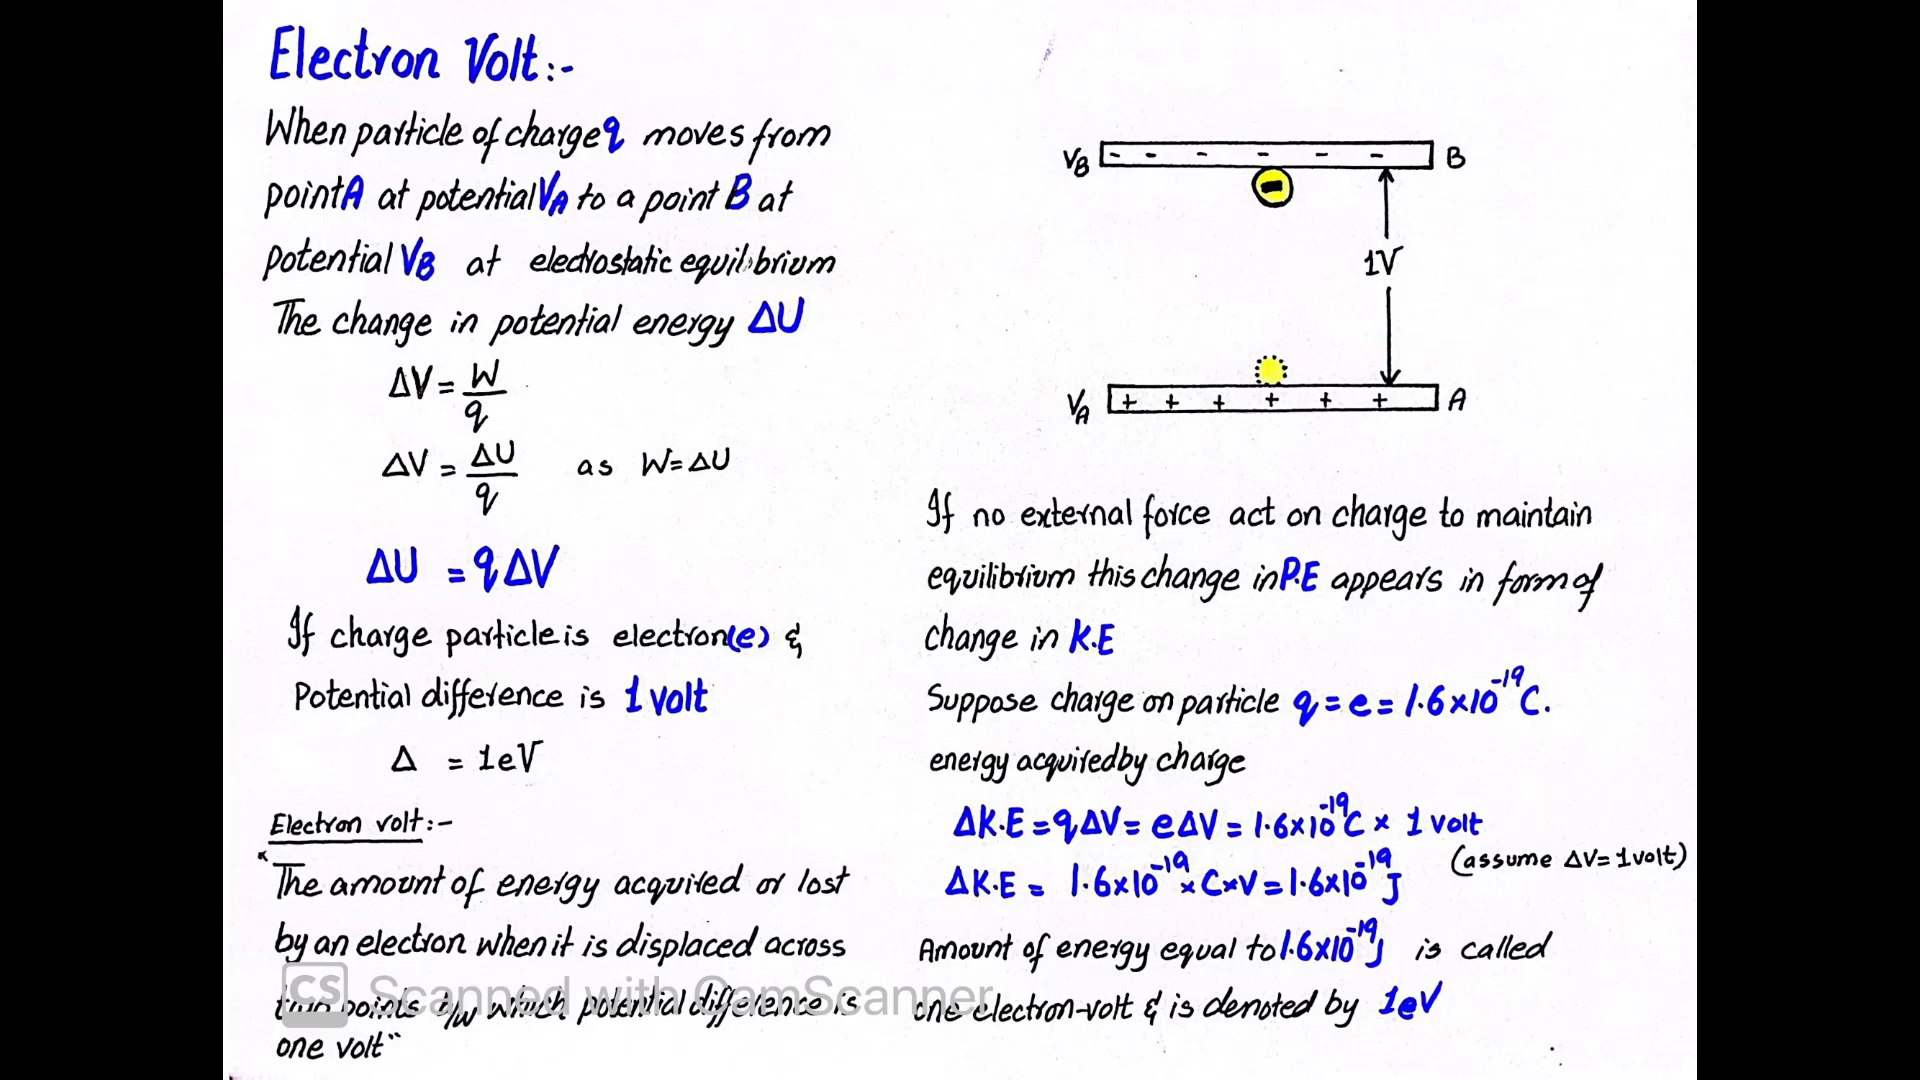 Electron Volt:-
When particle of charge q moves from
point A at potential VA to a point B at
potential VB at electrostatic equilibrium
The change in potential energy ΔU
ΔV = W/q
ΔV = ΔU/q as W=ΔU
ΔU = qΔV
If charge particle is electron(e) &
Potential difference is 1 volt
Δ = 1eV
Electron volt:-
"The amount of energy acquired or lost
by an electron when it is displaced across
two points b/w which potential difference is
one volt"
VB - - - - - - B
-
1V
VA + + + + + + A
If no external force act on charge to maintain
equilibrium this change in P.E appears in form of
change in K.E
Suppose charge on particle q = e = 1.6×10⁻¹⁹C.
energy acquired by charge
ΔK.E = qΔV = eΔV = 1.6×10⁻¹⁹C × 1 volt
(assume ΔV= 1volt)
ΔK.E = 1.6×10⁻¹⁹ × C×V = 1.6×10⁻¹⁹J
Amount of energy equal to 1.6×10⁻¹⁹J is called
one electron-volt & is denoted by 1eV
CS Scanned with CamScanner